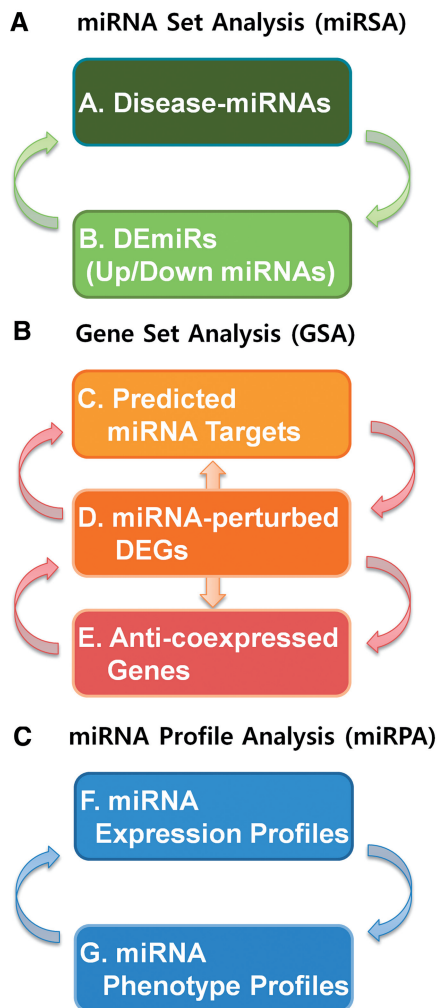 A miRNA Set Analysis (miRSA)
A. Disease-miRNAs
B. DEmiRs
(Up/Down miRNAs)
B Gene Set Analysis (GSA)
C. Predicted
miRNA Targets
D. miRNA-perturbed
DEGs
E. Anti-coexpressed
Genes
C miRNA Profile Analysis (miRPA)
F. miRNA
Expression Profiles
G. miRNA
Phenotype Profiles